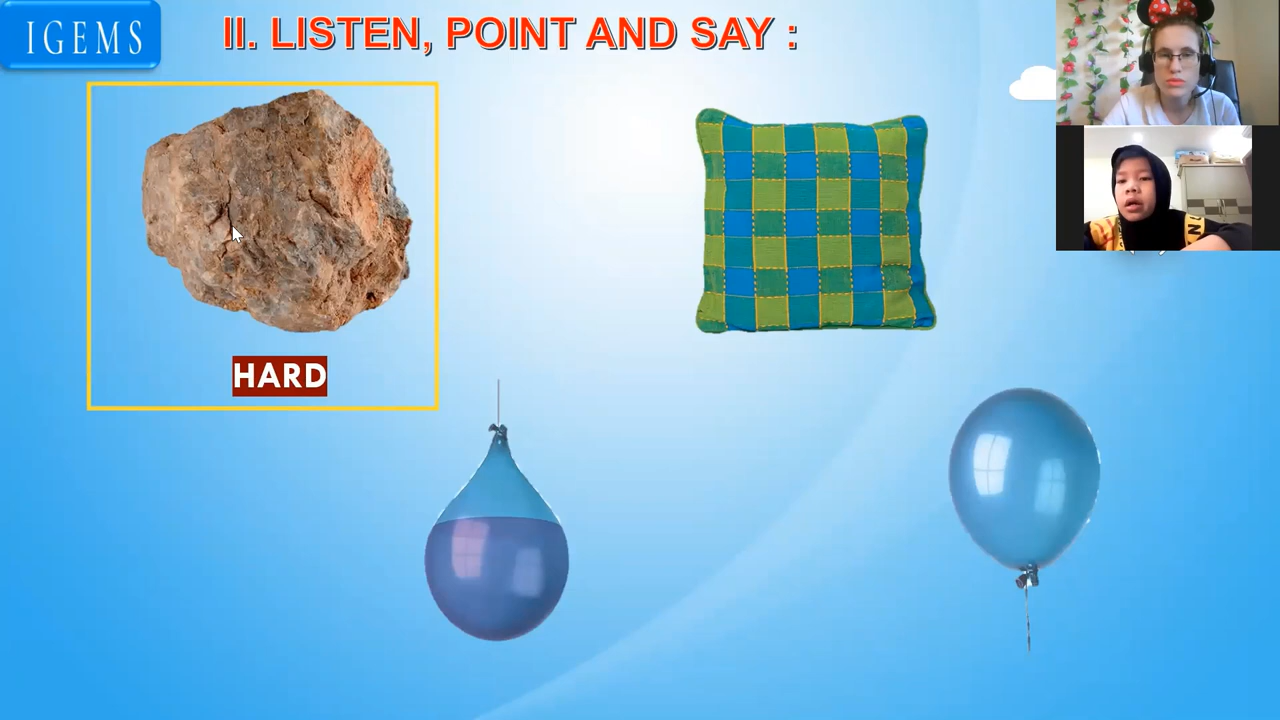 IGEMS
II. LISTEN, POINT AND SAY :
HARD